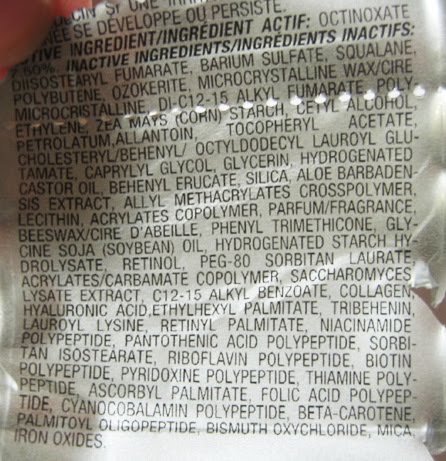 SI UNE
SE DÉVELOPPE OU PERSISTE.
ACTIVE INGREDIENT/INGRÉDIENT ACTIF: OCTINOXATE
7.50%. INACTIVE INGREDIENTS/INGRÉDIENTS INACTIFS:
DIISOSTEARYL FUMARATE, BARIUM SULFATE, SQUALANE,
POLYBUTENE, OZOKERITE, MICROCRYSTALLINE WAX/CIRE
MICROCRISTALLINE, DI-C12-15 ALKYL FUMARATE, POLY-
ETHYLENE, ZEA MAYS (CORN) STARCH, CETYL ALCOHOL,
PETROLATUM,ALLANTOIN, TOCOPHERYL ACETATE,
CHOLESTERYL/BEHENYL/ OCTYLDODECYL LAUROYL GLU-
TAMATE, CAPRYLYL GLYCOL, GLYCERIN, HYDROGENATED
CASTOR OIL, BEHENYL ERUCATE, SILICA, ALOE BARBADEN-
SIS EXTRACT, ALLYL METHACRYLATES CROSSPOLYMER,
LECITHIN, ACRYLATES COPOLYMER, PARFUM/FRAGRANCE,
BEESWAX/CIRE D'ABEILLE, PHENYL TRIMETHICONE, GLY-
CINE SOJA (SOYBEAN) OIL, HYDROGENATED STARCH HY-
DROLYSATE, RETINOL, PEG-80 SORBITAN LAURATE
ACRYLATES/CARBAMATE COPOLYMER, SACCHAROMYCES
LYSATE EXTRACT, C12-15 ALKYL BENZOATE, COLLAGEN,
HYALURONIC ACID,ETHYLHEXYL PALMITATE, TRIBEHENIN,
LAUROYL LYSINE, RETINYL PALMITATE, NIACINAMIDE
POLYPEPTIDE, PANTOTHENIC ACID POLYPEPTIDE, SORBI-
TAN ISOSTEARATE, RIBOFLAVIN POLYPEPTIDE, BIOTIN
POLYPEPTIDE, PYRIDOXINE POLYPEPTIDE, THIAMINE POLY-
PEPTIDE, ASCORBYL PALMITATE, FOLIC ACID POLYPEP-
TIDE, CYANOCOBALAMIN POLYPEPTIDE, BETA-CAROTENE,
PALMITOYL OLIGOPEPTIDE, BISMUTH OXYCHLORIDE, MICA,
IRON OXIDES.